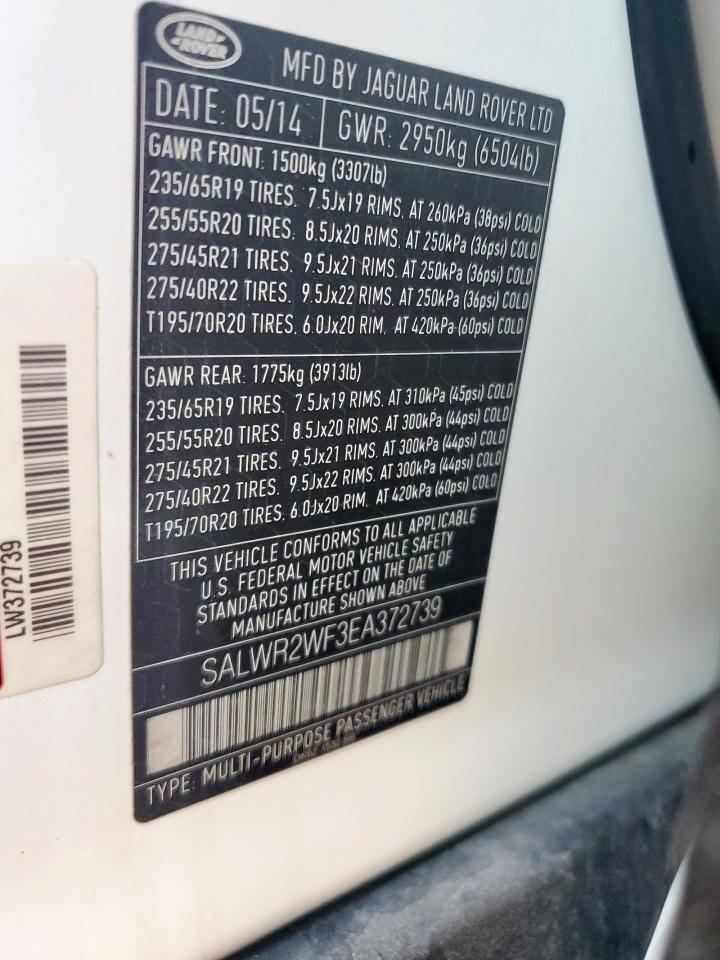 LAND
ROVER
MFD BY JAGUAR LAND ROVER LTD
DATE: 05/14 GWR: 2950kg (6504lb)
GAWR FRONT: 1500kg (3307lb)
235/65R19 TIRES. 7.5Jx19 RIMS. AT 260kPa (38psi) COLD
255/55R20 TIRES. 8.5Jx20 RIMS. AT 250kPa (36psi) COLD
275/45R21 TIRES. 9.5Jx21 RIMS. AT 250kPa (36psi) COLD
275/40R22 TIRES. 9.5Jx22 RIMS. AT 250kPa (36psi) COLD
T195/70R20 TIRES. 6.0Jx20 RIM. AT 420kPa (60psi) COLD
GAWR REAR: 1775kg (3913lb)
235/65R19 TIRES. 7.5Jx19 RIMS. AT 310kPa (45psi) COLD
255/55R20 TIRES. 8.5Jx20 RIMS. AT 300kPa (44psi) COLD
275/45R21 TIRES. 9.5Jx21 RIMS. AT 300kPa (44psi) COLD
275/40R22 TIRES. 9.5Jx22 RIMS. AT 300kPa (44psi) COLD
T195/70R20 TIRES. 6.0Jx20 RIM. AT 420kPa (60psi) COLD
THIS VEHICLE CONFORMS TO ALL APPLICABLE
U.S. FEDERAL MOTOR VEHICLE SAFETY
STANDARDS IN EFFECT ON THE DATE OF
MANUFACTURE SHOWN ABOVE
SALWR2WF3EA372739
TYPE: MULTI-PURPOSE PASSENGER VEHICLE
LW372739